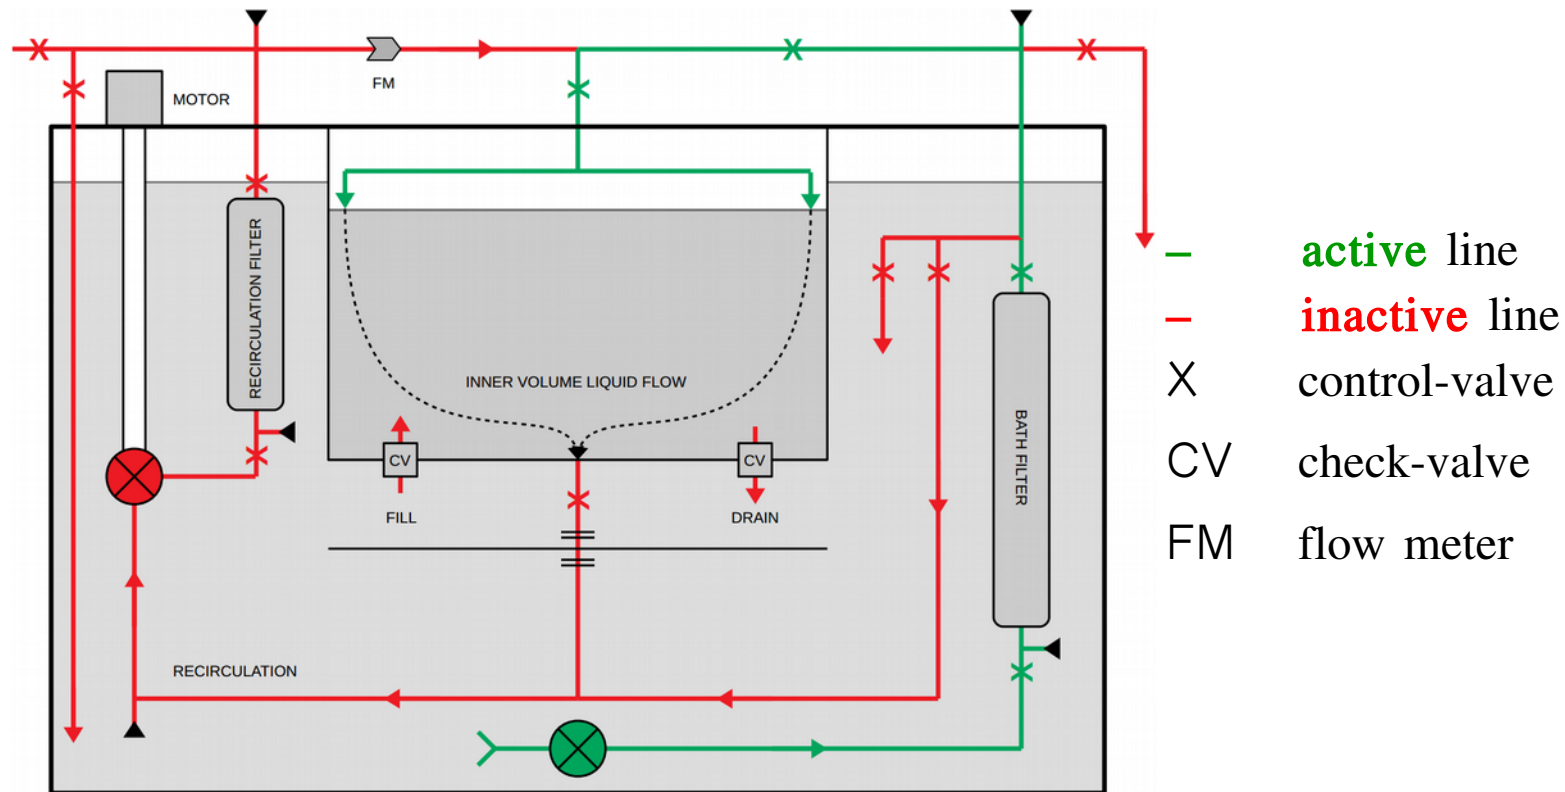 FM
MOTOR
RECIRCULATION FILTER
INNER VOLUME LIQUID FLOW
CV
CV
FILL
DRAIN
BATH FILTER
RECIRCULATION
active line
inactive line
X control-valve
CV check-valve
FM flow meter